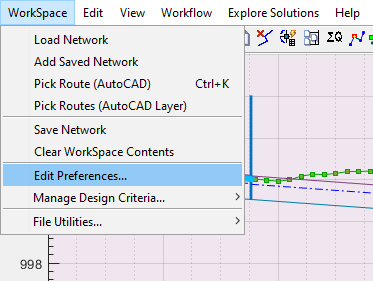 WorkSpace Edit View Workflow Explore Solutions Help
Load Network
Add Saved Network
Pick Route (AutoCAD) Ctrl+K
Pick Routes (AutoCAD Layer)
Save Network
Clear WorkSpace Contents
Edit Preferences...
Manage Design Criteria... >
File Utilities... >
998
ΣQ